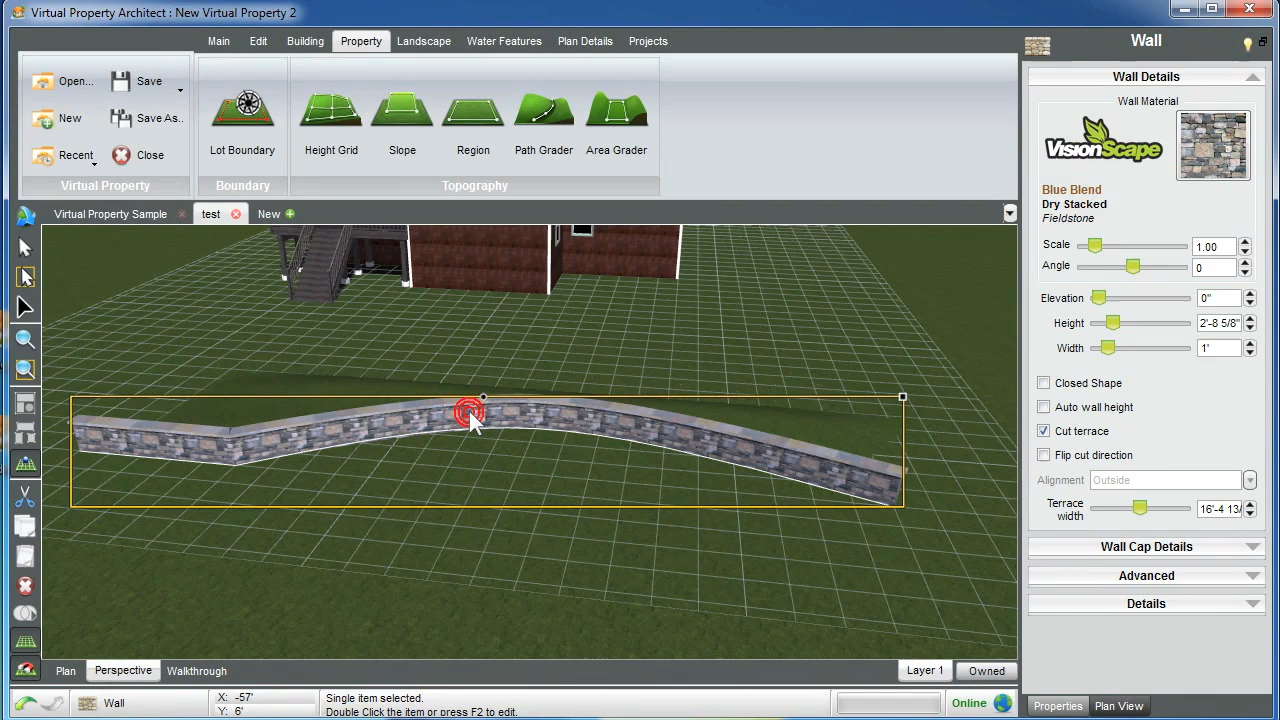 Virtual Property Architect : New Virtual Property 2
Main Edit Building Property Landscape Water Features Plan Details Projects
Open... Save
New Save As..
Recent Close
Virtual Property
Lot Boundary
Boundary
Height Grid Slope Region Path Grader Area Grader
Topography
Virtual Property Sample test New
Wall
Wall Details
Wall Material
VisionScape
Blue Blend
Dry Stacked
Fieldstone
Scale 1.00
Angle 0
Elevation 0"
Height 2'-8 5/8"
Width 1'
Closed Shape
Auto wall height
Cut terrace
Flip cut direction
Alignment Outside
Terrace width 16'-4 13/
Wall Cap Details
Advanced
Details
Plan Perspective Walkthrough Layer 1 Owned
Wall
X: -57'
Y: 6'
Single item selected.
Double Click the item or press F2 to edit.
Online
Properties Plan View